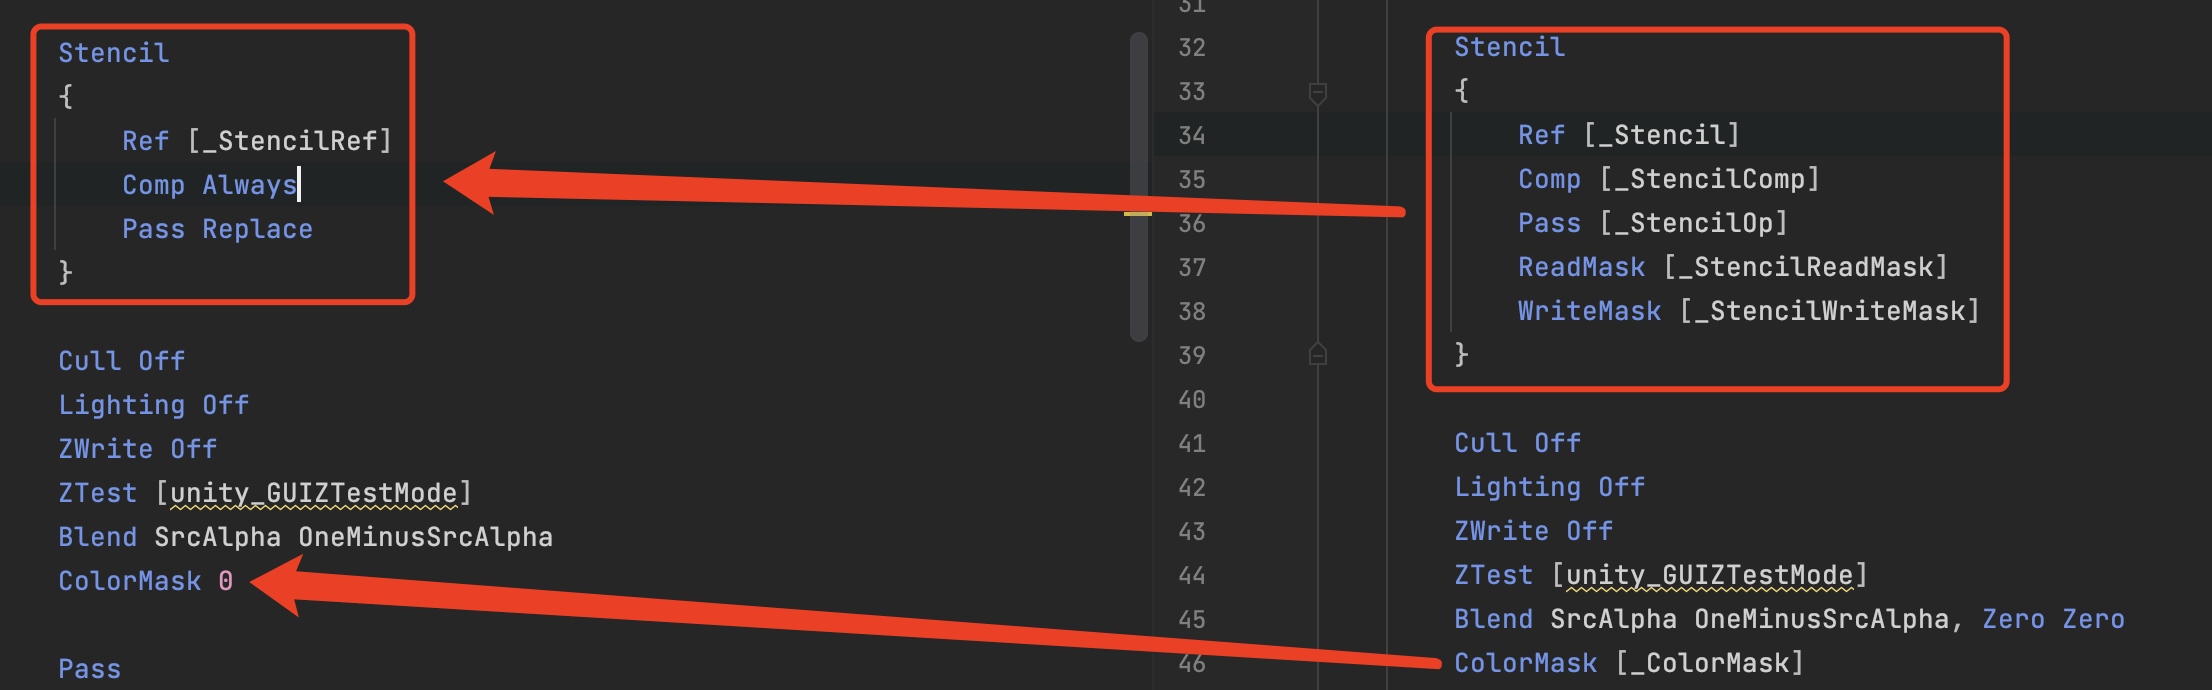 Stencil
{
Ref [_StencilRef]
Comp Always
Pass Replace
}
Cull Off
Lighting Off
ZWrite Off
ZTest [unity_GUIZTestMode]
Blend SrcAlpha OneMinusSrcAlpha
ColorMask 0
Pass
31
32 Stencil
33 {
34 Ref [_Stencil]
35 Comp [_StencilComp]
36 Pass [_StencilOp]
37 ReadMask [_StencilReadMask]
38 WriteMask [_StencilWriteMask]
39 }
40
41 Cull Off
42 Lighting Off
43 ZWrite Off
44 ZTest [unity_GUIZTestMode]
45 Blend SrcAlpha OneMinusSrcAlpha, Zero Zero
46 ColorMask [_ColorMask]